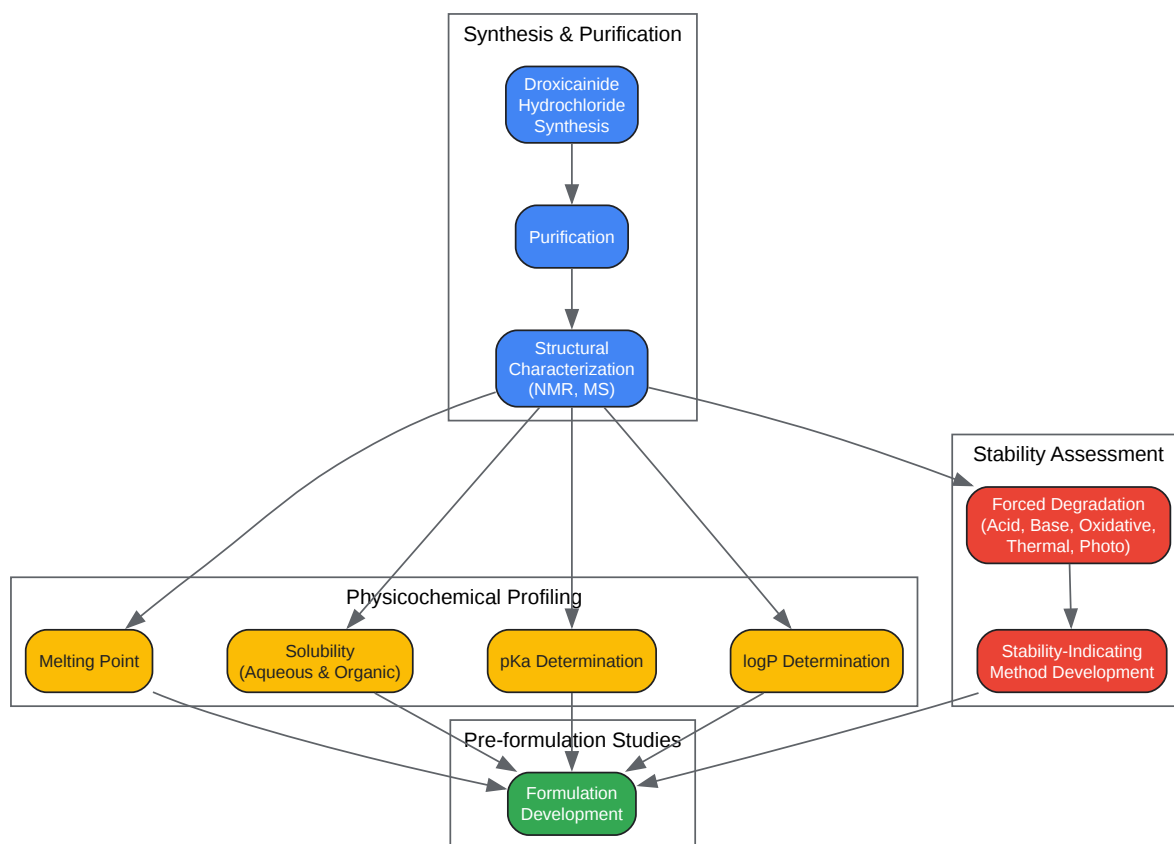 Synthesis & Purification
Droxicainide
Hydrochloride
Synthesis
Purification
Structural
Characterization
(NMR, MS)
Stability Assessment
Forced Degradation
(Acid, Base, Oxidative,
Thermal, Photo)
Physicochemical Profiling
Melting Point
Solubility
(Aqueous & Organic)
pKa Determination
logP Determination
Stability-Indicating
Method Development
Pre-formulation Studies
Formulation
Development